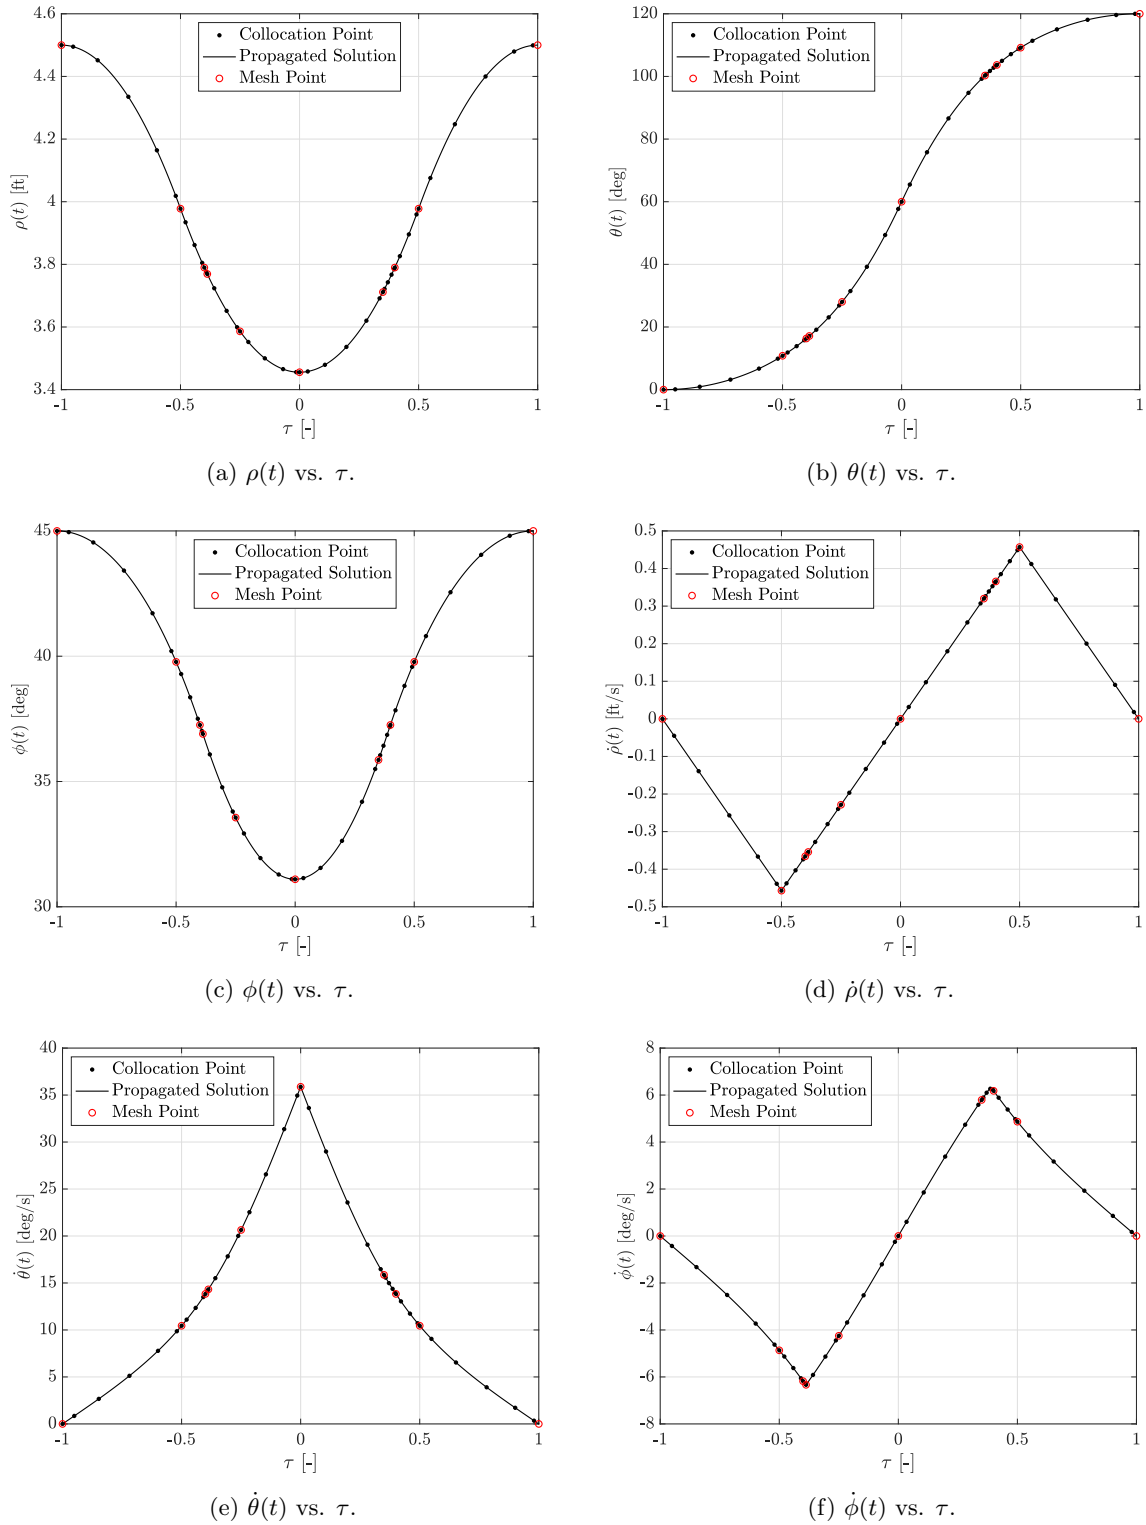 4.6
4.4
4.2
4
3.8
3.6
3.4
ρ(t) [ft]
Collocation Point
Propagated Solution
Mesh Point
-1 -0.5 0 0.5 1
τ [-]
(a) ρ(t) vs. τ.
120
100
80
60
40
20
0
θ(t) [deg]
Collocation Point
Propagated Solution
Mesh Point
-1 -0.5 0 0.5 1
τ [-]
(b) θ(t) vs. τ.
45
40
35
30
ϕ(t) [deg]
Collocation Point
Propagated Solution
Mesh Point
-1 -0.5 0 0.5 1
τ [-]
(c) ϕ(t) vs. τ.
0.5
0.4
0.3
0.2
0.1
0
-0.1
-0.2
-0.3
-0.4
-0.5
ρ̇(t) [ft/s]
Collocation Point
Propagated Solution
Mesh Point
-1 -0.5 0 0.5 1
τ [-]
(d) ρ̇(t) vs. τ.
40
35
30
25
20
15
10
5
0
θ̇(t) [deg/s]
Collocation Point
Propagated Solution
Mesh Point
-1 -0.5 0 0.5 1
τ [-]
(e) θ̇(t) vs. τ.
8
6
4
2
0
-2
-4
-6
-8
ϕ̇(t) [deg/s]
Collocation Point
Propagated Solution
Mesh Point
-1 -0.5 0 0.5 1
τ [-]
(f) ϕ̇(t) vs. τ.